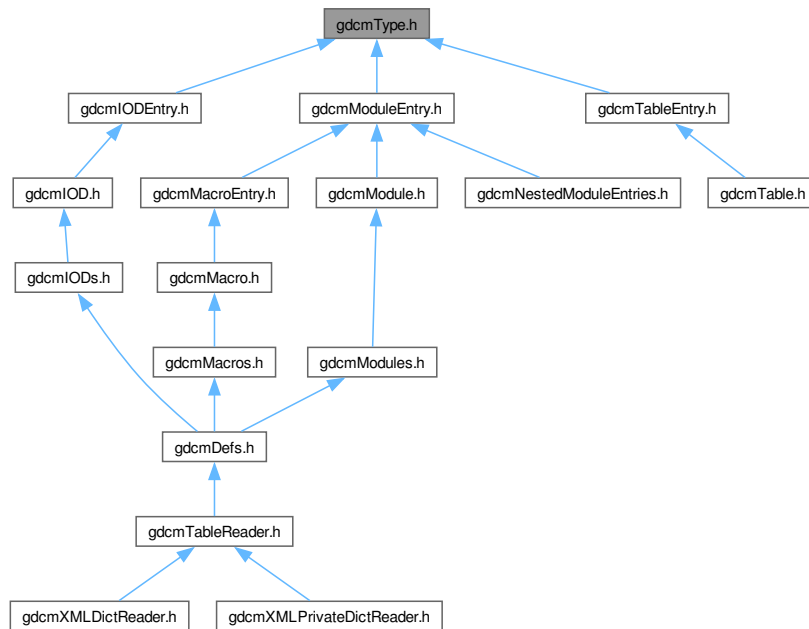 gdcmType.h
gdcmIODEntry.h
gdcmModuleEntry.h
gdcmTableEntry.h
gdcmIOD.h
gdcmMacroEntry.h
gdcmModule.h
gdcmNestedModuleEntries.h
gdcmTable.h
gdcmIODs.h
gdcmMacro.h
gdcmMacros.h
gdcmModules.h
gdcmDefs.h
gdcmTableReader.h
gdcmXMLDictReader.h
gdcmXMLPrivateDictReader.h